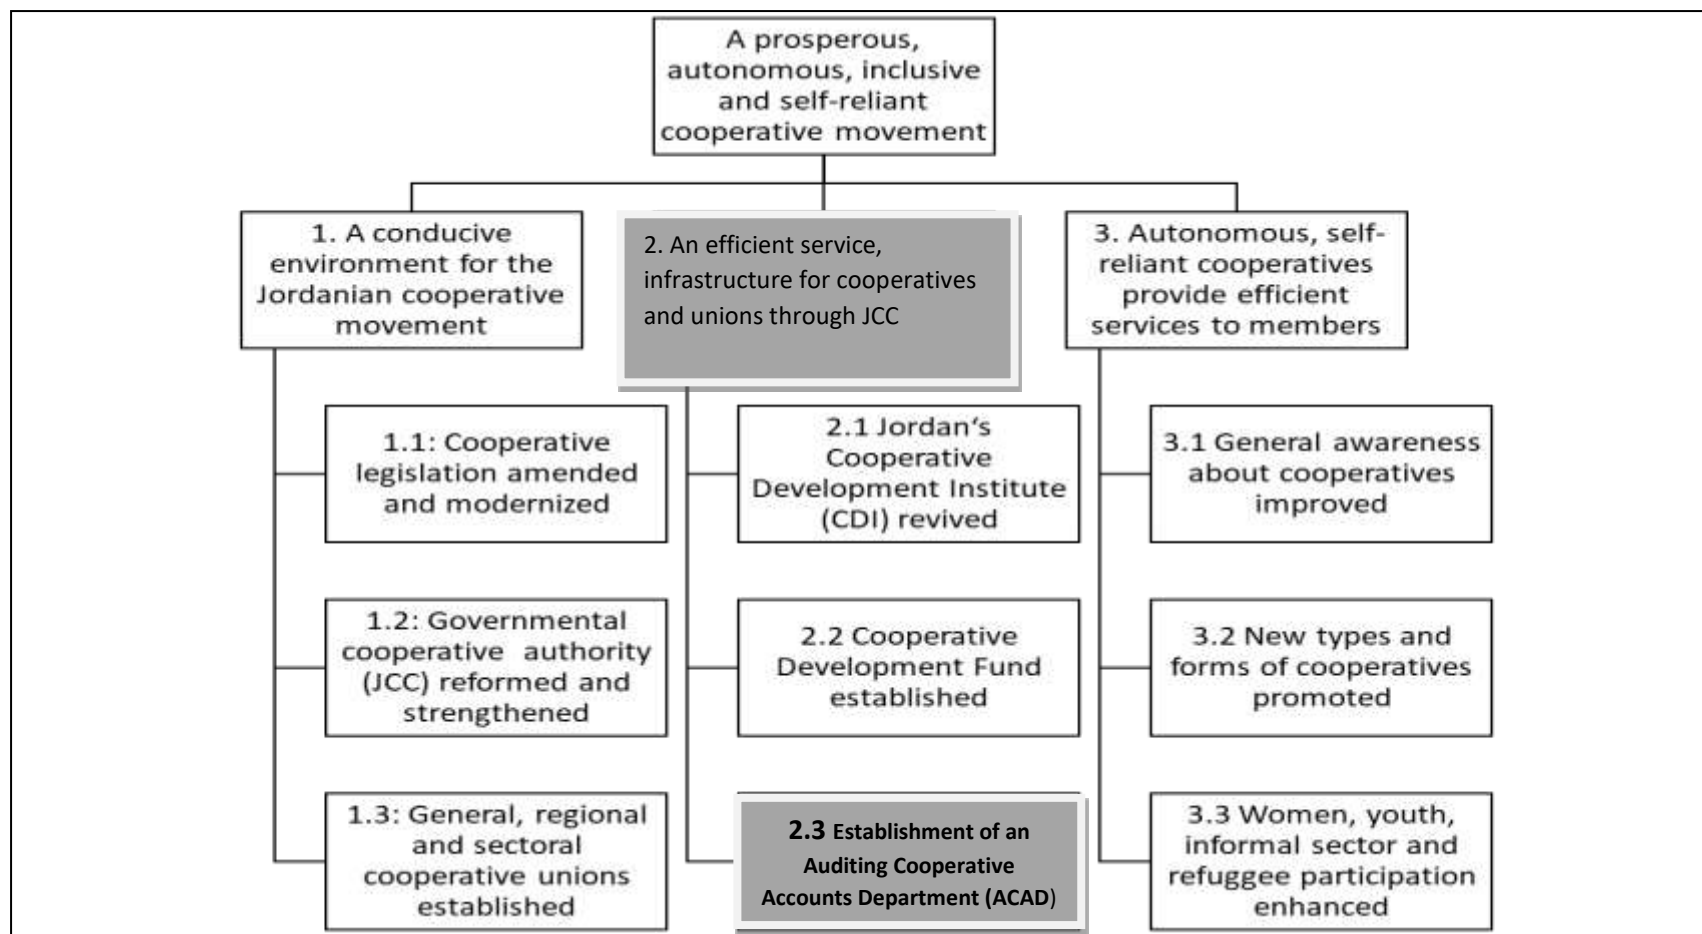 A prosperous,
autonomous, inclusive
and self-reliant
cooperative movement
1. A conducive
environment for the
Jordanian cooperative
movement
2. An efficient service,
infrastructure for cooperatives
and unions through JCC
3. Autonomous, self-
reliant cooperatives
provide efficient
services to members
1.1: Cooperative
legislation amended
and modernized
1.2: Governmental
cooperative authority
(JCC) reformed and
strengthened
1.3: General, regional
and sectoral
cooperative unions
established
2.1 Jordan‘s
Cooperative
Development Institute
(CDI) revived
2.2 Cooperative
Development Fund
established
2.3 Establishment of an
Auditing Cooperative
Accounts Department (ACAD)
3.1 General awareness
about cooperatives
improved
3.2 New types and
forms of cooperatives
promoted
3.3 Women, youth,
informal sector and
refuggee participation
enhanced